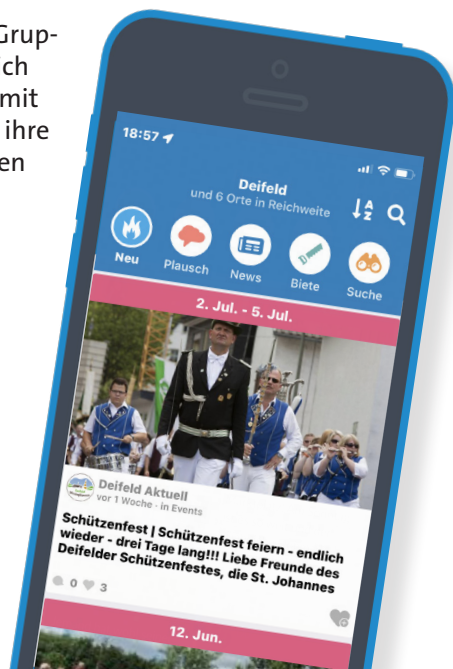 Grup-
ich
mit
ihre
en
18:57
Deifeld
und 6 Orte in Reichweite
A
Z
Neu
Plausch
News
Biete
Suche
2. Jul. - 5. Jul.
Deifeld Aktuell
vor 1 Woche · in Events
Schützenfest | Schützenfest feiern - endlich
wieder - drei Tage lang!!! Liebe Freunde des
Deifelder Schützenfestes, die St. Johannes
0 3
12. Jun.